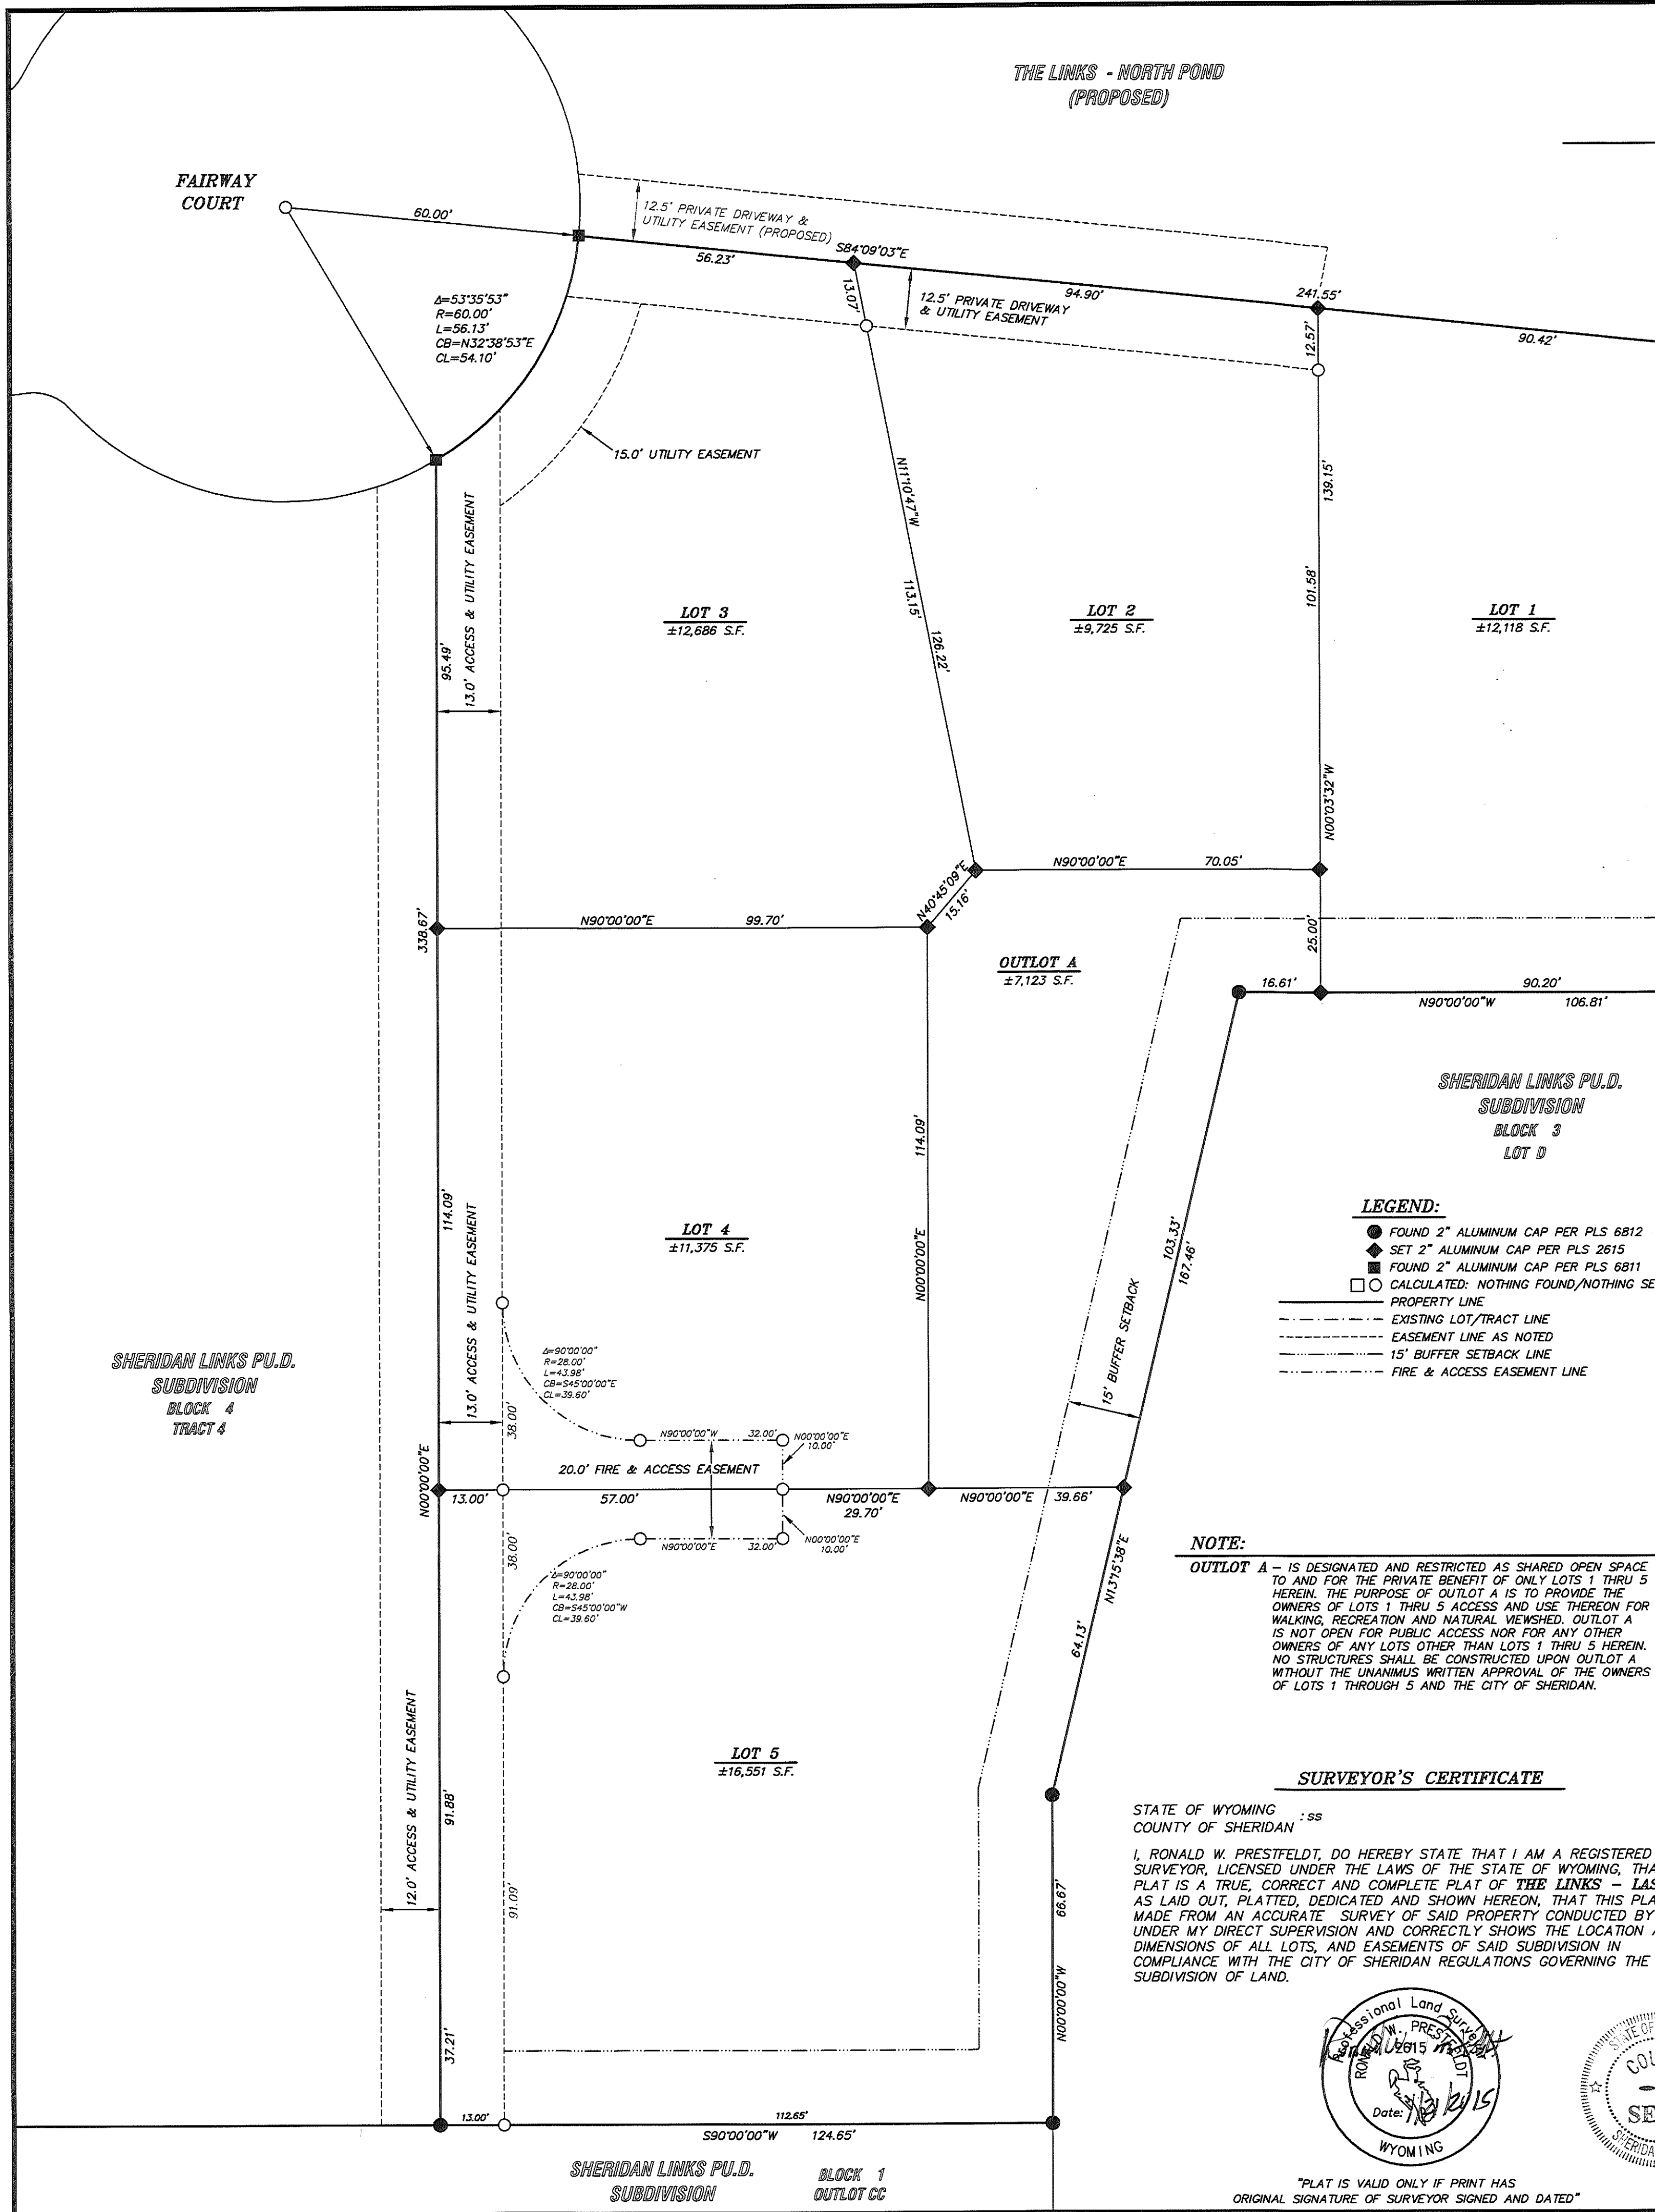 THE LINKS - NORTH POND
(PROPOSED)
FAIRWAY
COURT
60.00'
12.5' PRIVATE DRIVEWAY &
UTILITY EASEMENT (PROPOSED)
S84°09'03"E
56.23'
13.07'
12.5' PRIVATE DRIVEWAY
& UTILITY EASEMENT
94.90'
241.55'
12.57'
90.42'
Δ=53°35'53"
R=60.00'
L=56.13'
CB=N32°38'53"E
CL=54.10'
15.0' UTILITY EASEMENT
N11°10'47"W
113.15'
126.22'
139.15'
101.58'
N00°03'32"W
13.0' ACCESS & UTILITY EASEMENT
95.49'
LOT 3
±12,686 S.F.
LOT 2
±9,725 S.F.
LOT 1
±12,118 S.F.
N90°00'00"E 70.05'
N40°45'09"E
15.16'
N90°00'00"E 99.70'
338.67'
25.00'
OUTLOT A
±7,123 S.F.
16.61'
90.20'
N90°00'00"W 106.81'
SHERIDAN LINKS PU.D.
SUBDIVISION
BLOCK 3
LOT D
114.09'
N00°00'00"E
114.09'
13.0' ACCESS & UTILITY EASEMENT
LOT 4
±11,375 S.F.
103.33'
167.46'
15' BUFFER SETBACK
LEGEND:
FOUND 2" ALUMINUM CAP PER PLS 6812
SET 2" ALUMINUM CAP PER PLS 2615
FOUND 2" ALUMINUM CAP PER PLS 6811
CALCULATED: NOTHING FOUND/NOTHING SE
PROPERTY LINE
EXISTING LOT/TRACT LINE
EASEMENT LINE AS NOTED
15' BUFFER SETBACK LINE
FIRE & ACCESS EASEMENT LINE
SHERIDAN LINKS PU.D.
SUBDIVISION
BLOCK 4
TRACT 4
Δ=90°00'00"
R=28.00'
L=43.98'
CB=S45°00'00"E
CL=39.60'
38.00'
N90°00'00"W 32.00'
N00°00'00"E
10.00'
20.0' FIRE & ACCESS EASEMENT
N00°00'00"E
13.00'
57.00'
N90°00'00"E
29.70'
N90°00'00"E 39.66'
38.00'
N90°00'00"E 32.00'
N00°00'00"E
10.00'
Δ=90°00'00"
R=28.00'
L=43.98'
CB=S45°00'00"W
CL=39.60'
N13°15'38"E
64.13'
NOTE:
OUTLOT A – IS DESIGNATED AND RESTRICTED AS SHARED OPEN SPACE
TO AND FOR THE PRIVATE BENEFIT OF ONLY LOTS 1 THRU 5
HEREIN. THE PURPOSE OF OUTLOT A IS TO PROVIDE THE
OWNERS OF LOTS 1 THRU 5 ACCESS AND USE THEREON FOR
WALKING, RECREATION AND NATURAL VIEWSHED. OUTLOT A
IS NOT OPEN FOR PUBLIC ACCESS NOR FOR ANY OTHER
OWNERS OF ANY LOTS OTHER THAN LOTS 1 THRU 5 HEREIN.
NO STRUCTURES SHALL BE CONSTRUCTED UPON OUTLOT A
WITHOUT THE UNANIMUS WRITTEN APPROVAL OF THE OWNERS
OF LOTS 1 THROUGH 5 AND THE CITY OF SHERIDAN.
12.0' ACCESS & UTILITY EASEMENT
91.88'
91.09'
37.21'
LOT 5
±16,551 S.F.
66.67'
N00°00'00"W
SURVEYOR'S CERTIFICATE
STATE OF WYOMING
: ss
COUNTY OF SHERIDAN
I, RONALD W. PRESTFELDT, DO HEREBY STATE THAT I AM A REGISTERED
SURVEYOR, LICENSED UNDER THE LAWS OF THE STATE OF WYOMING, THA
PLAT IS A TRUE, CORRECT AND COMPLETE PLAT OF THE LINKS – LAS
AS LAID OUT, PLATTED, DEDICATED AND SHOWN HEREON, THAT THIS PLA
MADE FROM AN ACCURATE SURVEY OF SAID PROPERTY CONDUCTED BY
UNDER MY DIRECT SUPERVISION AND CORRECTLY SHOWS THE LOCATION
DIMENSIONS OF ALL LOTS, AND EASEMENTS OF SAID SUBDIVISION IN
COMPLIANCE WITH THE CITY OF SHERIDAN REGULATIONS GOVERNING THE
SUBDIVISION OF LAND.
Professional Land Surveyor
RONALD W. PRESTFELDT
2615
Date:
WYOMING
STATE OF
COU
SE
SHERIDA
13.00'
112.65'
S90°00'00"W 124.65'
SHERIDAN LINKS PU.D.
SUBDIVISION
BLOCK 1
OUTLOT CC
"PLAT IS VALID ONLY IF PRINT HAS
ORIGINAL SIGNATURE OF SURVEYOR SIGNED AND DATED"